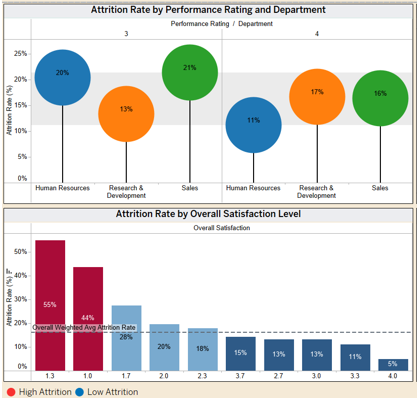 Attrition Rate by Performance Rating and Department
Performance Rating / Department
3 4
Attrition Rate (%)
25%
20%
15%
10%
5%
0%
20%
13%
21%
11%
17%
16%
Human Resources
Research &
Development
Sales
Human Resources
Research &
Development
Sales
Attrition Rate by Overall Satisfaction Level
Overall Satisfaction
Attrition Rate (%)
50%
40%
30%
20%
10%
0%
Overall Weighted Avg Attrition Rate
55%
44%
28%
20%
18%
15%
13%
13%
11%
5%
1.3 1.0 1.7 2.0 2.3 3.7 2.7 3.0 3.3 4.0
High Attrition Low Attrition